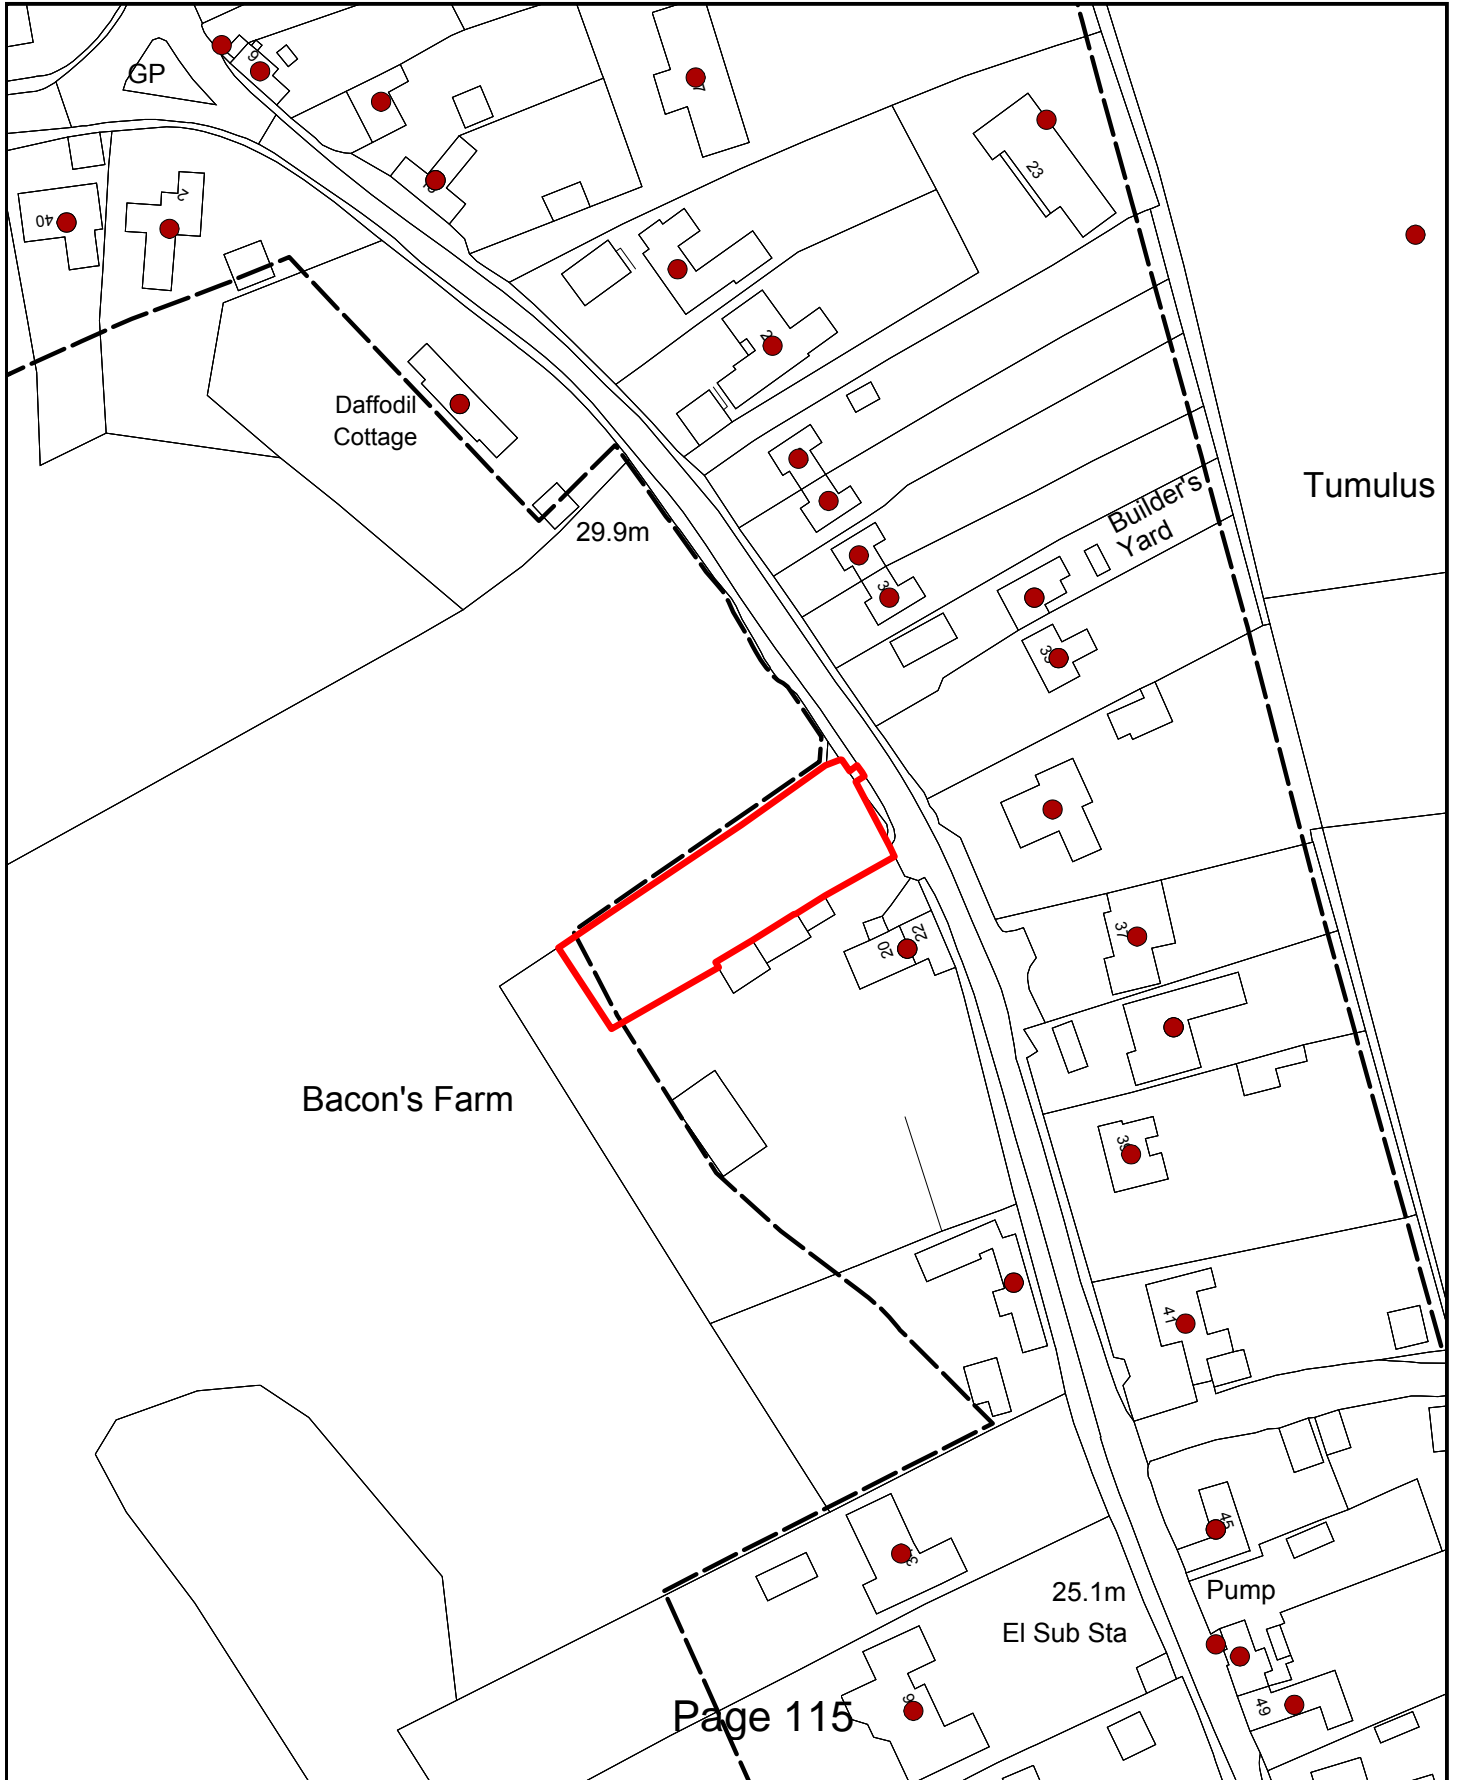 GP
23
40
2
Daffodil
Cottage
Tumulus
Builder's
Yard
29.9m
37
22
20
Bacon's Farm
39
41
45
25.1m
Pump
El Sub Sta
49
Page 115